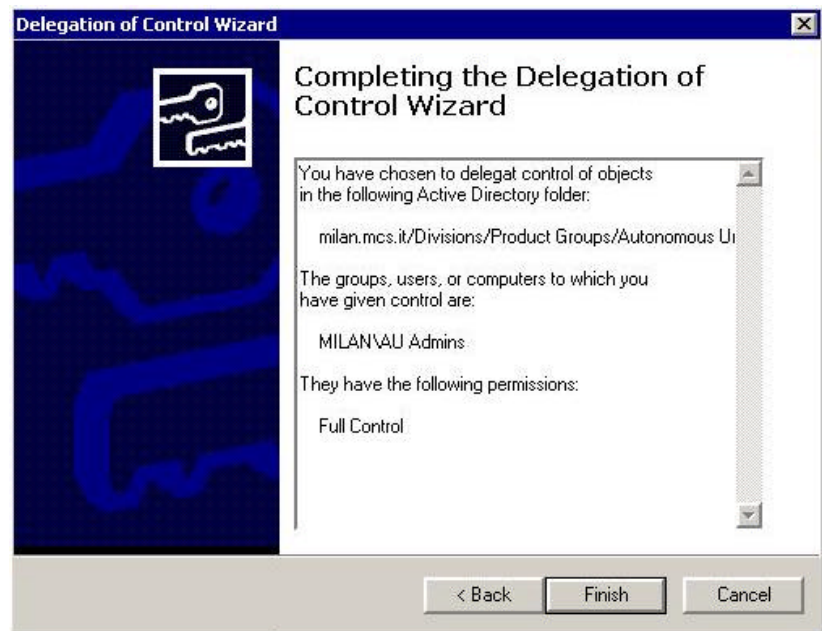 Delegation of Control Wizard
Completing the Delegation of
Control Wizard
You have chosen to delegat control of objects
in the following Active Directory folder:
milan.mcs.it/Divisions/Product Groups/Autonomous
The groups, users, or computers to which you
have given control are:
MILAN\AU Admins
They have the following permissions:
Full Control
< Back Finish Cancel